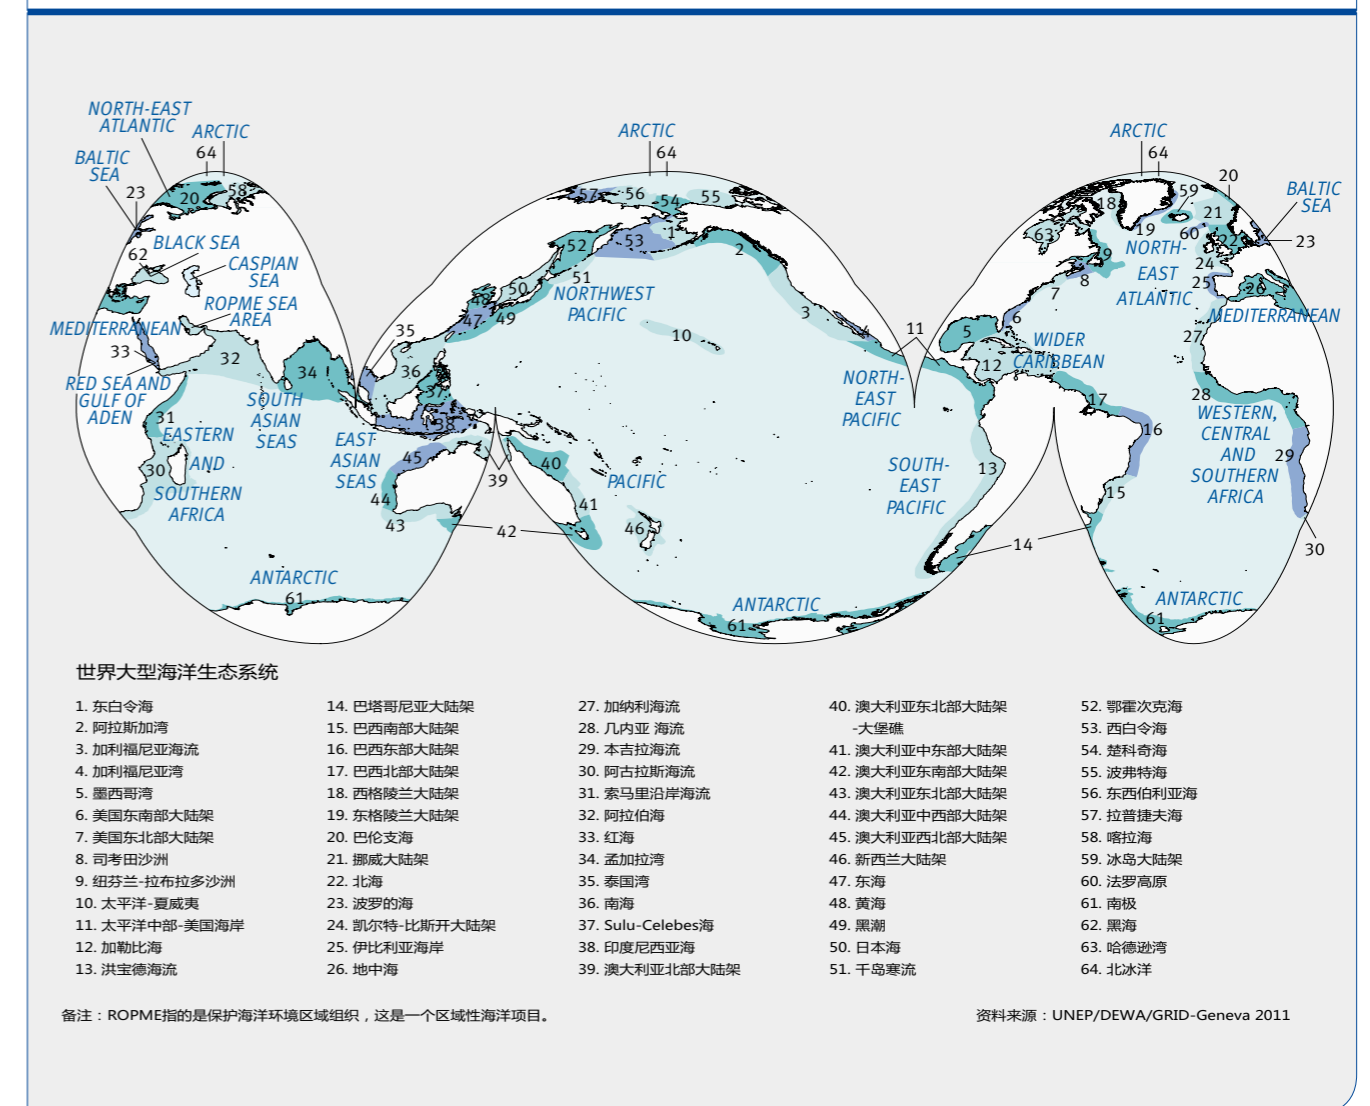 NORTH-EAST
ATLANTIC
ARCTIC
64
BALTIC
SEA
23
20
58
BLACK SEA
62
CASPIAN
SEA
ROPME SEA
AREA
MEDITERRANEAN
33
32
34
RED SEA AND
GULF OF
ADEN
SOUTH
ASIAN
SEAS
31
EASTERN
AND
SOUTHERN
AFRICA
30
EAST
ASIAN
SEAS
45
44
43
39
42
ANTARCTIC
61
ARCTIC
64
57
56
54
55
52
53
1
2
51
50
48
47
49
NORTHWEST
PACIFIC
35
36
37
38
10
3
4
11
NORTH-
EAST
PACIFIC
40
41
PACIFIC
46
SOUTH-
EAST
PACIFIC
13
14
ANTARCTIC
61
ARCTIC
64
20
59
18
19
21
60
22
BALTIC
SEA
23
63
9
NORTH-
EAST
ATLANTIC
24
25
26
8
7
6
5
MEDITERRANEAN
27
WIDER
CARIBBEAN
12
17
28
16
15
WESTERN,
CENTRAL
AND
SOUTHERN
AFRICA
29
30
ANTARCTIC
61
世界大型海洋生态系统
1. 东白令海
2. 阿拉斯加湾
3. 加利福尼亚海流
4. 加利福尼亚湾
5. 墨西哥湾
6. 美国东南部大陆架
7. 美国东北部大陆架
8. 司考田沙洲
9. 纽芬兰-拉布拉多沙洲
10. 太平洋-夏威夷
11. 太平洋中部-美国海岸
12. 加勒比海
13. 洪宝德海流
14. 巴塔哥尼亚大陆架
15. 巴西南部大陆架
16. 巴西东部大陆架
17. 巴西北部大陆架
18. 西格陵兰大陆架
19. 东格陵兰大陆架
20. 巴伦支海
21. 挪威大陆架
22. 北海
23. 波罗的海
24. 凯尔特-比斯开大陆架
25. 伊比利亚海岸
26. 地中海
27. 加纳利海流
28. 几内亚 海流
29. 本吉拉海流
30. 阿古拉斯海流
31. 索马里沿岸海流
32. 阿拉伯海
33. 红海
34. 孟加拉湾
35. 泰国湾
36. 南海
37. Sulu-Celebes海
38. 印度尼西亚海
39. 澳大利亚北部大陆架
40. 澳大利亚东北部大陆架
-大堡礁
41. 澳大利亚中东部大陆架
42. 澳大利亚东南部大陆架
43. 澳大利亚东北部大陆架
44. 澳大利亚中西部大陆架
45. 澳大利亚西北部大陆架
46. 新西兰大陆架
47. 东海
48. 黄海
49. 黑潮
50. 日本海
51. 千岛寒流
52. 鄂霍次克海
53. 西白令海
54. 楚科奇海
55. 波弗特海
56. 东西伯利亚海
57. 拉普捷夫海
58. 喀拉海
59. 冰岛大陆架
60. 法罗高原
61. 南极
62. 黑海
63. 哈德逊湾
64. 北冰洋
备注：ROPME指的是保护海洋环境区域组织，这是一个区域性海洋项目。
资料来源：UNEP/DEWA/GRID-Geneva 2011